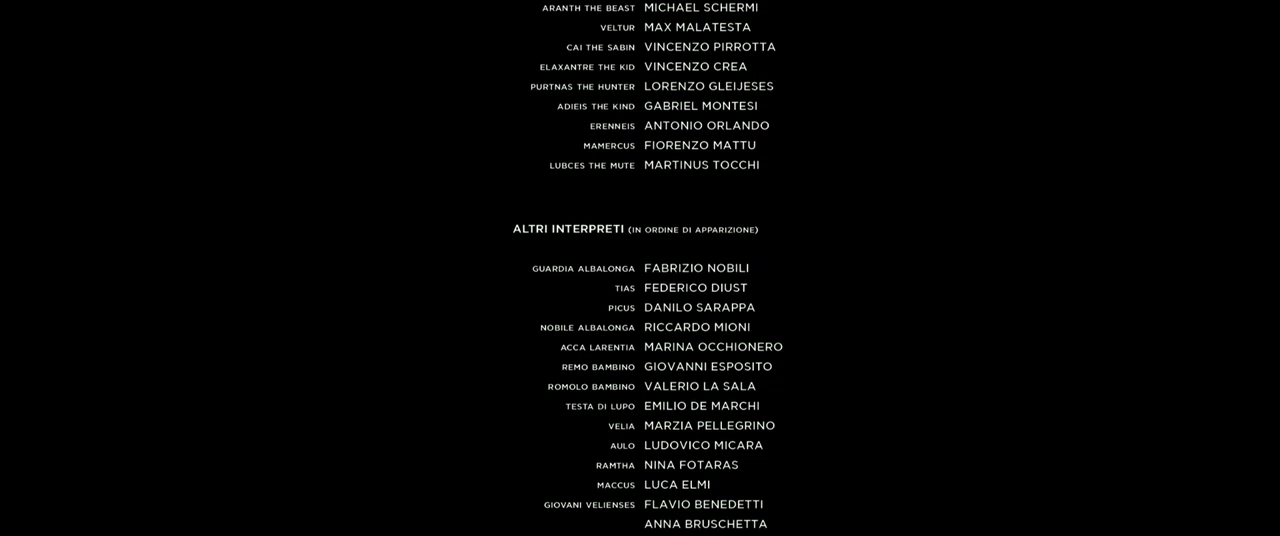 ARANTH THE BEAST MICHAEL SCHERMI
VELTUR MAX MALATESTA
CAI THE SABIN VINCENZO PIRROTTA
ELAXANTRE THE KID VINCENZO CREA
PURTNAS THE HUNTER LORENZO GLEIJESES
ADIEIS THE KIND GABRIEL MONTESI
ERENNEIS ANTONIO ORLANDO
MAMERCUS FIORENZO MATTU
LUBCES THE MUTE MARTINUS TOCCHI
ALTRI INTERPRETI (IN ORDINE DI APPARIZIONE)
GUARDIA ALBALONGA FABRIZIO NOBILI
TIAS FEDERICO DIUST
PICUS DANILO SARAPPA
NOBILE ALBALONGA RICCARDO MIONI
ACCA LARENTIA MARINA OCCHIONERO
REMO BAMBINO GIOVANNI ESPOSITO
ROMOLO BAMBINO VALERIO LA SALA
TESTA DI LUPO EMILIO DE MARCHI
VELIA MARZIA PELLEGRINO
AULO LUDOVICO MICARA
RAMTHA NINA FOTARAS
MACCUS LUCA ELMI
GIOVANI VELIENSES FLAVIO BENEDETTI
ANNA BRUSCHETTA